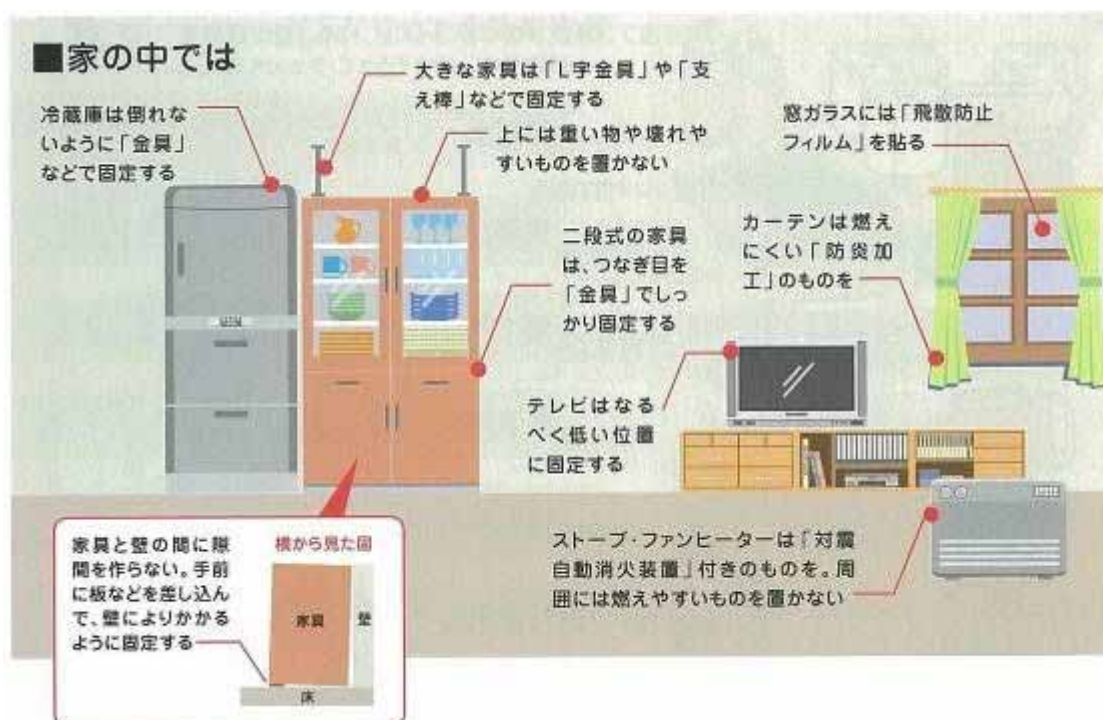 ■家の中では
冷蔵庫は倒れな
いように「金具」
などで固定する
大きな家具は「L字金具」や「支
え棒」などで固定する
上には重い物や壊れや
すいものを置かない
二段式の家具
は、つなぎ目を
「金具」でしっ
かり固定する
窓ガラスには「飛散防止
フィルム」を貼る
カーテンは燃え
にくい「防炎加
工」のものを
テレビはなる
べく低い位置
に固定する
ストーブ・ファンヒーターは「対震
自動消火装置」付きのものを。周
囲には燃えやすいものを置かない
家具と壁の間に隙
間を作らない。手前
に板などを差し込ん
で、壁によりかかる
ように固定する
横から見た図
家具
壁
床